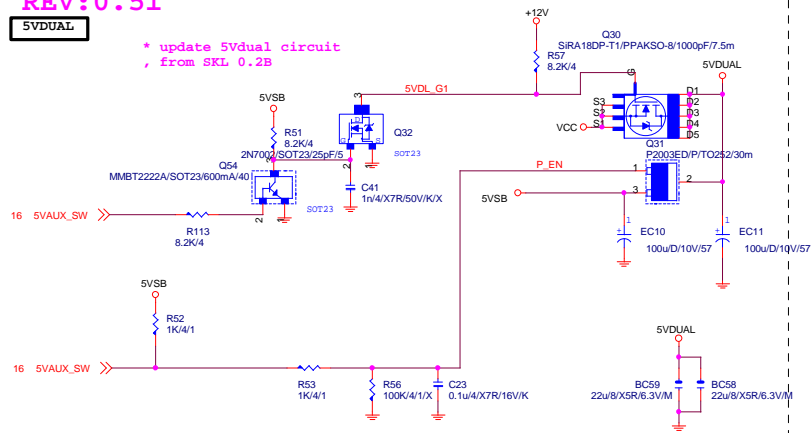 REV:0.51
5VDUAL
* update 5Vdual circuit
, from SKL 0.2B
+12V
Q30
SiRA18DP-T1/PPAKSO-8/1000pF/7.5m
R57
8.2K/4
5VDUAL
5VDL_G1
G
D1
D2
D3
D4
D5
S3
S2
S1
VCC
5VSB
R51
8.2K/4
2N7002/SOT23/25pF/5
3
D
G
S
Q32
SOT23
2
1
Q54
MMBT2222A/SOT23/600mA/40
3
SOT23
2
1
C41
1n/4/X7R/50V/K/X
Q31
P2003ED/P/TO252/30m
P_EN
1
2
3
5VSB
16 5VAUX_SW
R113
8.2K/4
1
+
EC10
100u/D/10V/57
1
+
EC11
100u/D/10V/57
5VSB
R52
1K/4/1
16 5VAUX_SW
R53
1K/4/1
R56
100K/4/1/X
C23
0.1u/4/X7R/16V/K
5VDUAL
BC59
22u/8/X5R/6.3V/M
BC58
22u/8/X5R/6.3V/M